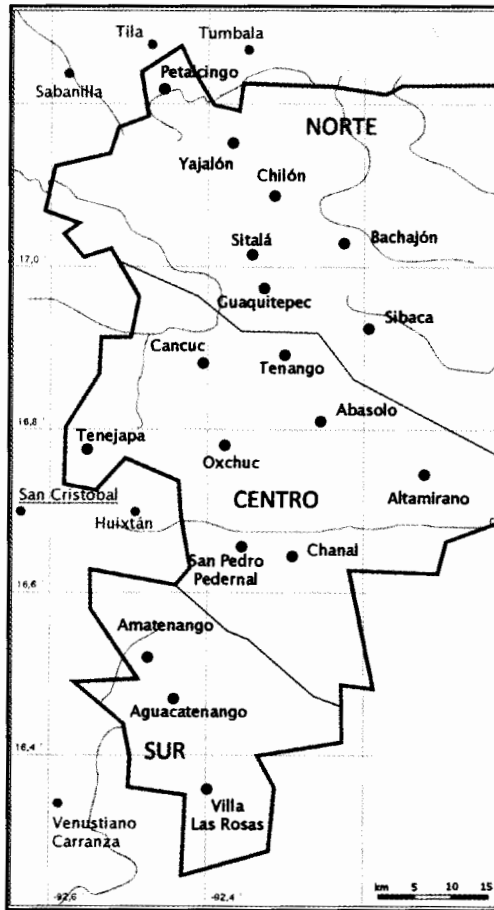 Tila
Tumbala
Sabanilla
Petalcingo
NORTE
Yajalón
Chilón
Sitalá
Bachajón
17,0
Guaquitepec
Sibaca
Cancuc
Tenango
16,8
Abasolo
Tenejapa
Oxchuc
San Cristobal
CENTRO
Altamirano
Huixtán
San Pedro
Pedernal
Chanal
16,6
Amatenango
Aguacatenango
SUR
16,4
Villa
Las Rosas
Venustiano
Carranza
km 5 10 15
-92,6
-92,4